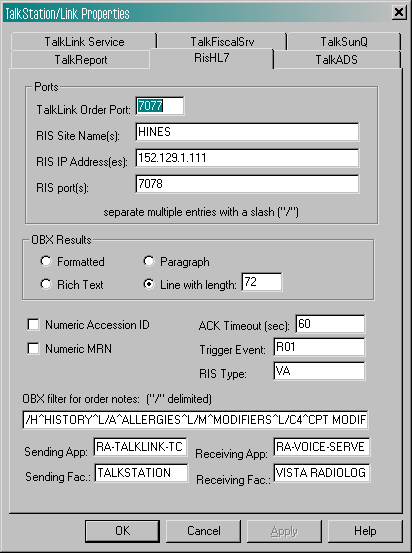 TalkStation/Link Properties
TalkLink Service TalkFiscalSrv TalkSunQ
TalkReport RisHL7 TalkADS
Ports
TalkLink Order Port: 7077
RIS Site Name(s): HINES
RIS IP Address(es): 152.129.1.111
RIS port(s): 7078
separate multiple entries with a slash ("/")
OBX Results
Formatted Paragraph
Rich Text Line with length: 72
Numeric Accession ID ACK Timeout (sec): 60
Numeric MRN Trigger Event: R01
RIS Type: VA
OBX filter for order notes: ("/" delimited)
/H^HISTORY^L/A^ALLERGIES^L/M^MODIFIERS^L/C4^CPT MODIF
Sending App: RA-TALKLINK-TC Receiving App: RA-VOICE-SERVE
Sending Fac.: TALKSTATION Receiving Fac.: VISTA RADIOLOG
OK Cancel Apply Help